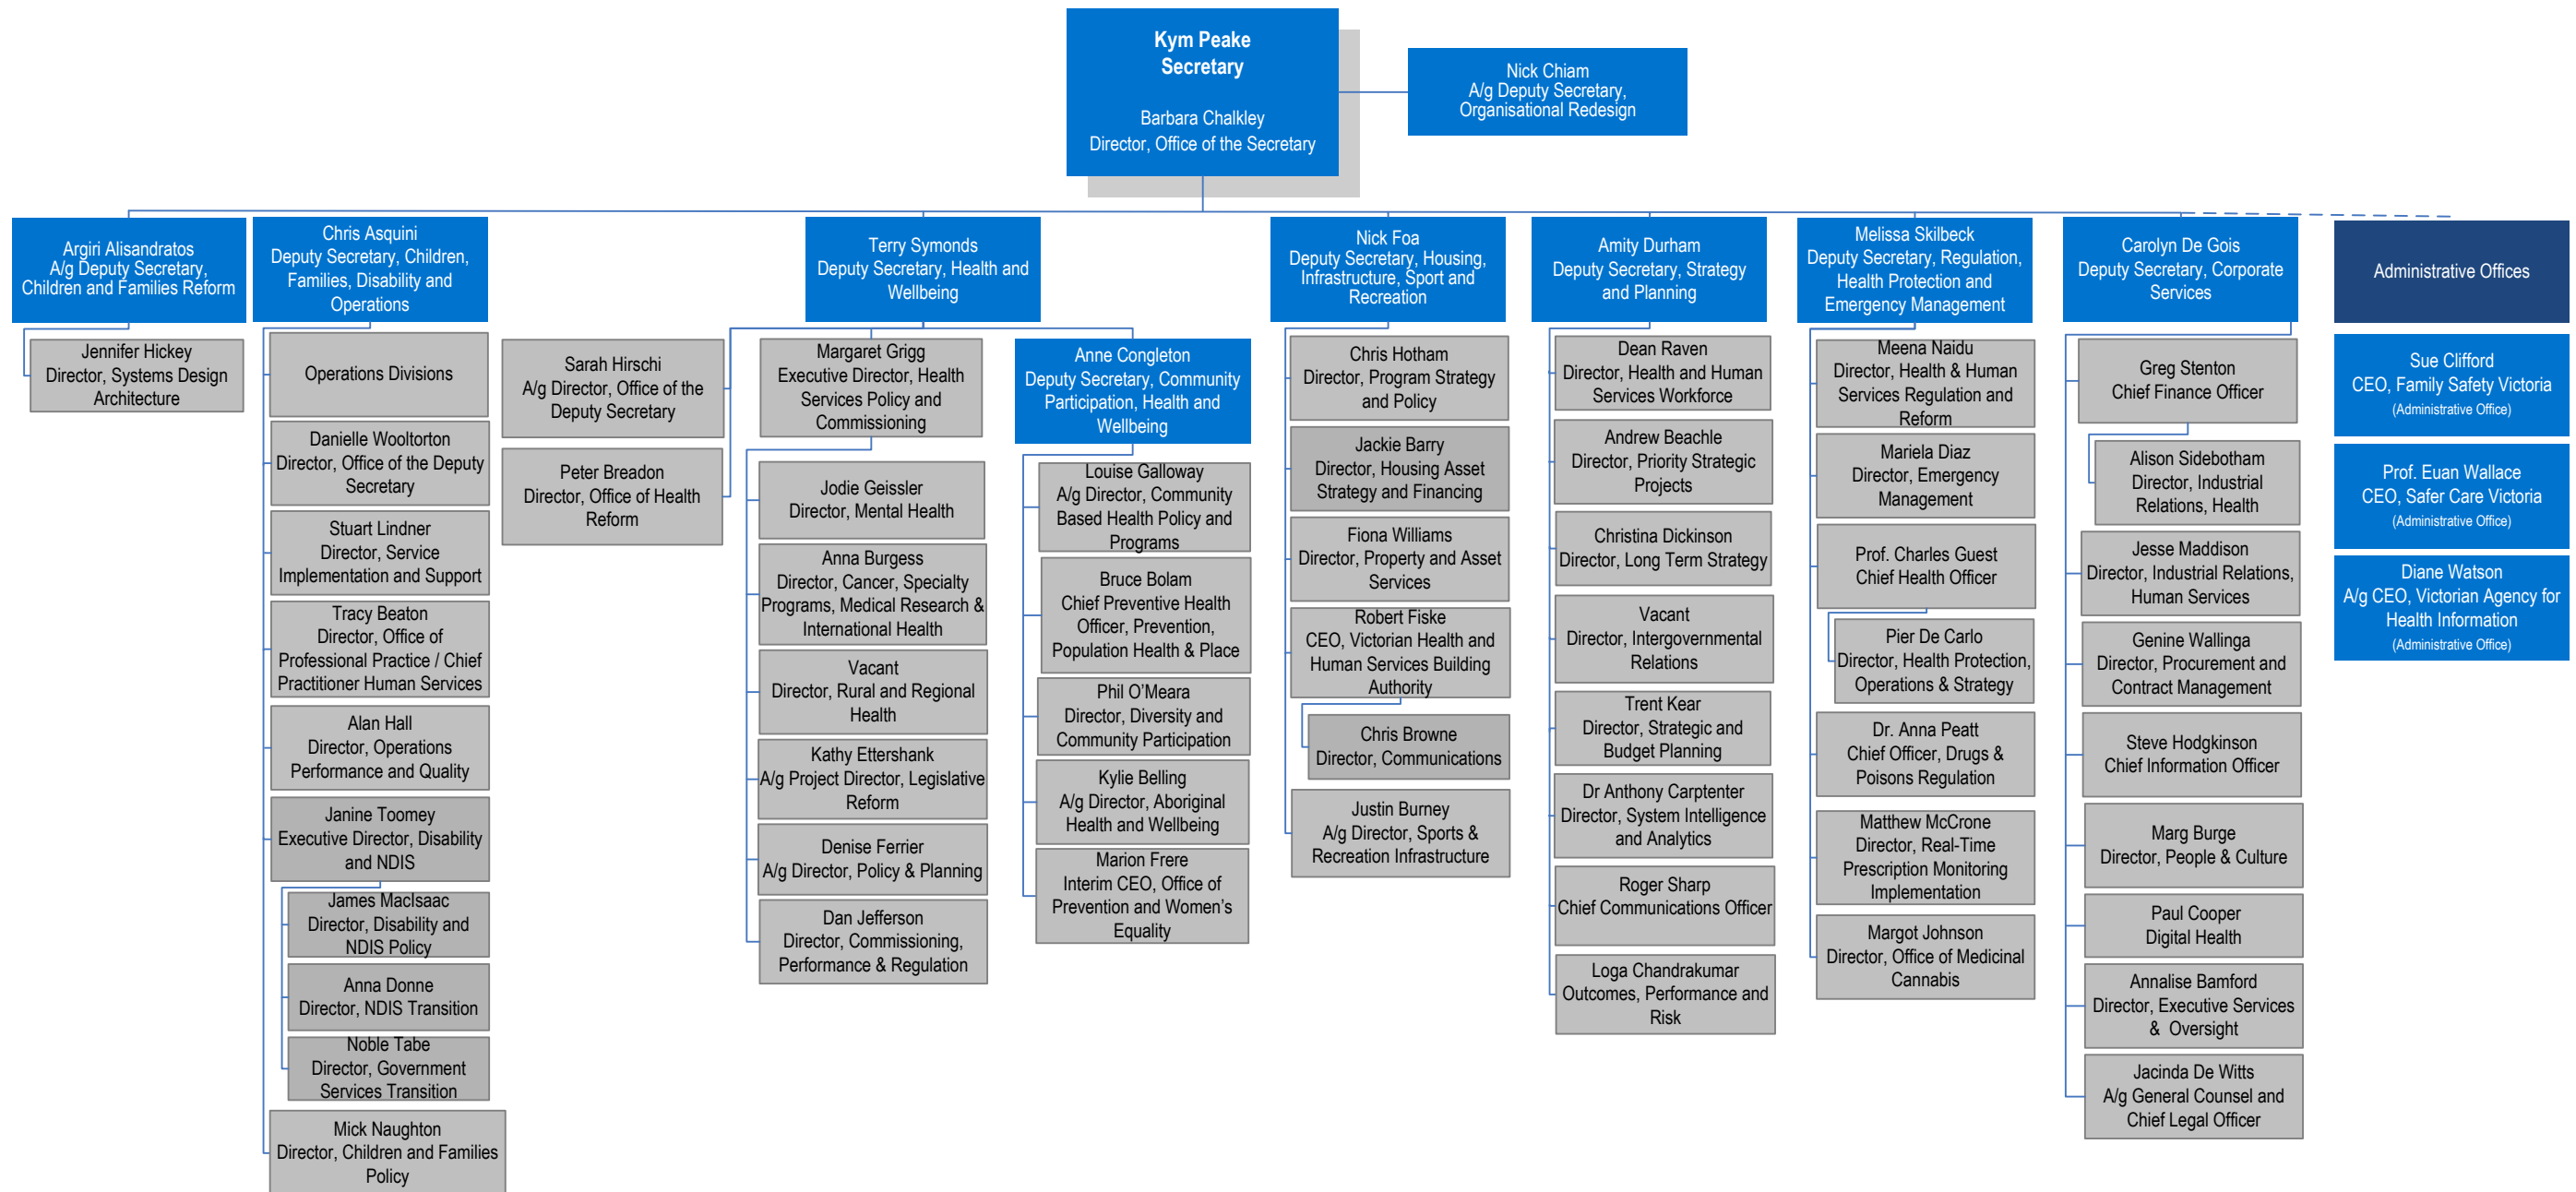 Kym Peake
Secretary
Barbara Chalkley
Director, Office of the Secretary
Nick Chiam
A/g Deputy Secretary,
Organisational Redesign
Argiri Alisandratos
A/g Deputy Secretary,
Children and Families Reform
Jennifer Hickey
Director, Systems Design
Architecture
Chris Asquini
Deputy Secretary, Children,
Families, Disability and
Operations
Operations Divisions
Danielle Wooltorton
Director, Office of the Deputy
Secretary
Stuart Lindner
Director, Service
Implementation and Support
Tracy Beaton
Director, Office of
Professional Practice / Chief
Practitioner Human Services
Alan Hall
Director, Operations
Performance and Quality
Janine Toomey
Executive Director, Disability
and NDIS
James MacIsaac
Director, Disability and
NDIS Policy
Anna Donne
Director, NDIS Transition
Noble Tabe
Director, Government
Services Transition
Mick Naughton
Director, Children and Families
Policy
Terry Symonds
Deputy Secretary, Health and
Wellbeing
Sarah Hirschi
A/g Director, Office of the
Deputy Secretary
Peter Breadon
Director, Office of Health
Reform
Margaret Grigg
Executive Director, Health
Services Policy and
Commissioning
Jodie Geissler
Director, Mental Health
Anna Burgess
Director, Cancer, Specialty
Programs, Medical Research &
International Health
Vacant
Director, Rural and Regional
Health
Kathy Ettershank
A/g Project Director, Legislative
Reform
Denise Ferrier
A/g Director, Policy & Planning
Dan Jefferson
Director, Commissioning,
Performance & Regulation
Anne Congleton
Deputy Secretary, Community
Participation, Health and
Wellbeing
Louise Galloway
A/g Director, Community
Based Health Policy and
Programs
Bruce Bolam
Chief Preventive Health
Officer, Prevention,
Population Health & Place
Phil O’Meara
Director, Diversity and
Community Participation
Kylie Belling
A/g Director, Aboriginal
Health and Wellbeing
Marion Frere
Interim CEO, Office of
Prevention and Women’s
Equality
Nick Foa
Deputy Secretary, Housing,
Infrastructure, Sport and
Recreation
Chris Hotham
Director, Program Strategy
and Policy
Jackie Barry
Director, Housing Asset
Strategy and Financing
Fiona Williams
Director, Property and Asset
Services
Robert Fiske
CEO, Victorian Health and
Human Services Building
Authority
Chris Browne
Director, Communications
Justin Burney
A/g Director, Sports &
Recreation Infrastructure
Amity Durham
Deputy Secretary, Strategy
and Planning
Dean Raven
Director, Health and Human
Services Workforce
Andrew Beachle
Director, Priority Strategic
Projects
Christina Dickinson
Director, Long Term Strategy
Vacant
Director, Intergovernmental
Relations
Trent Kear
Director, Strategic and
Budget Planning
Dr Anthony Carptenter
Director, System Intelligence
and Analytics
Roger Sharp
Chief Communications Officer
Loga Chandrakumar
Outcomes, Performance and
Risk
Melissa Skilbeck
Deputy Secretary, Regulation,
Health Protection and
Emergency Management
Meena Naidu
Director, Health & Human
Services Regulation and
Reform
Mariela Diaz
Director, Emergency
Management
Prof. Charles Guest
Chief Health Officer
Pier De Carlo
Director, Health Protection,
Operations & Strategy
Dr. Anna Peatt
Chief Officer, Drugs &
Poisons Regulation
Matthew McCrone
Director, Real-Time
Prescription Monitoring
Implementation
Margot Johnson
Director, Office of Medicinal
Cannabis
Carolyn De Gois
Deputy Secretary, Corporate
Services
Greg Stenton
Chief Finance Officer
Alison Sidebotham
Director, Industrial
Relations, Health
Jesse Maddison
Director, Industrial Relations,
Human Services
Genine Wallinga
Director, Procurement and
Contract Management
Steve Hodgkinson
Chief Information Officer
Marg Burge
Director, People & Culture
Paul Cooper
Digital Health
Annalise Bamford
Director, Executive Services
& Oversight
Jacinda De Witts
A/g General Counsel and
Chief Legal Officer
Administrative Offices
Sue Clifford
CEO, Family Safety Victoria
(Administrative Office)
Prof. Euan Wallace
CEO, Safer Care Victoria
(Administrative Office)
Diane Watson
A/g CEO, Victorian Agency for
Health Information
(Administrative Office)